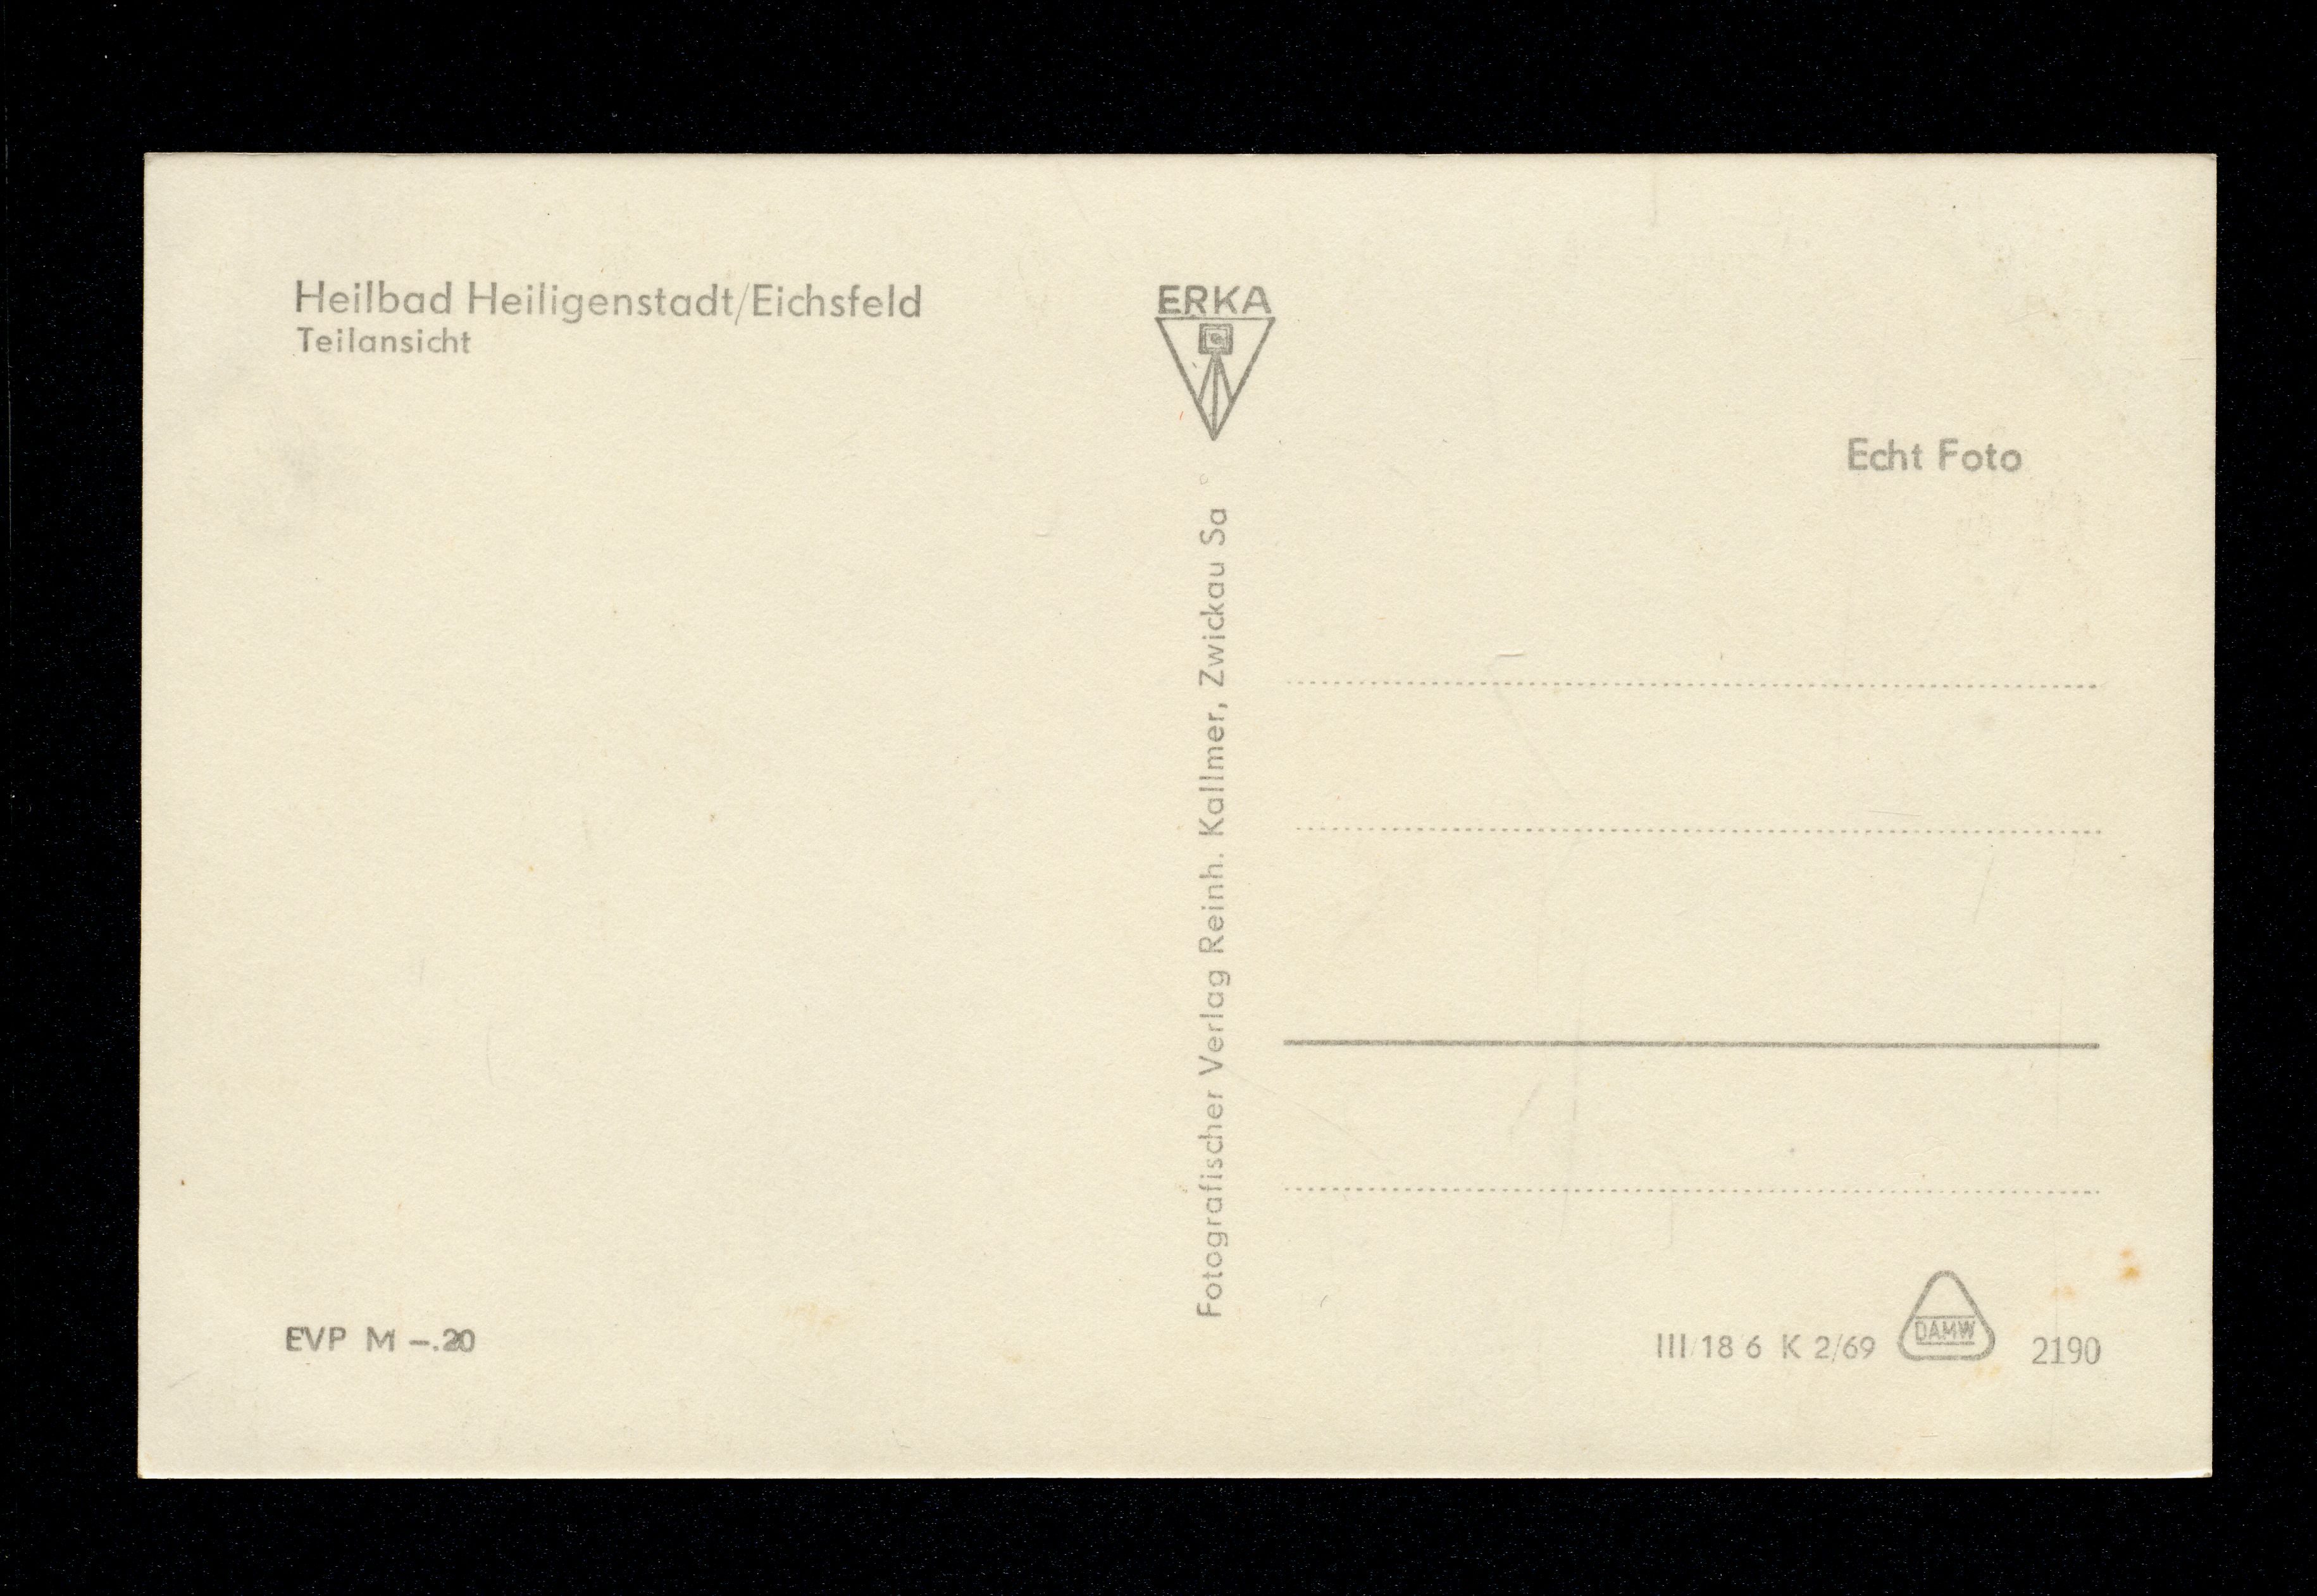 Heilbad Heiligenstadt/Eichsfeld
Teilansicht
ERKA
Echt Foto
Fotografischer Verlag Reinh. Kallmer, Zwickau Sa
EVP M –.20
III/18 6 K 2/69
DAMW
2190